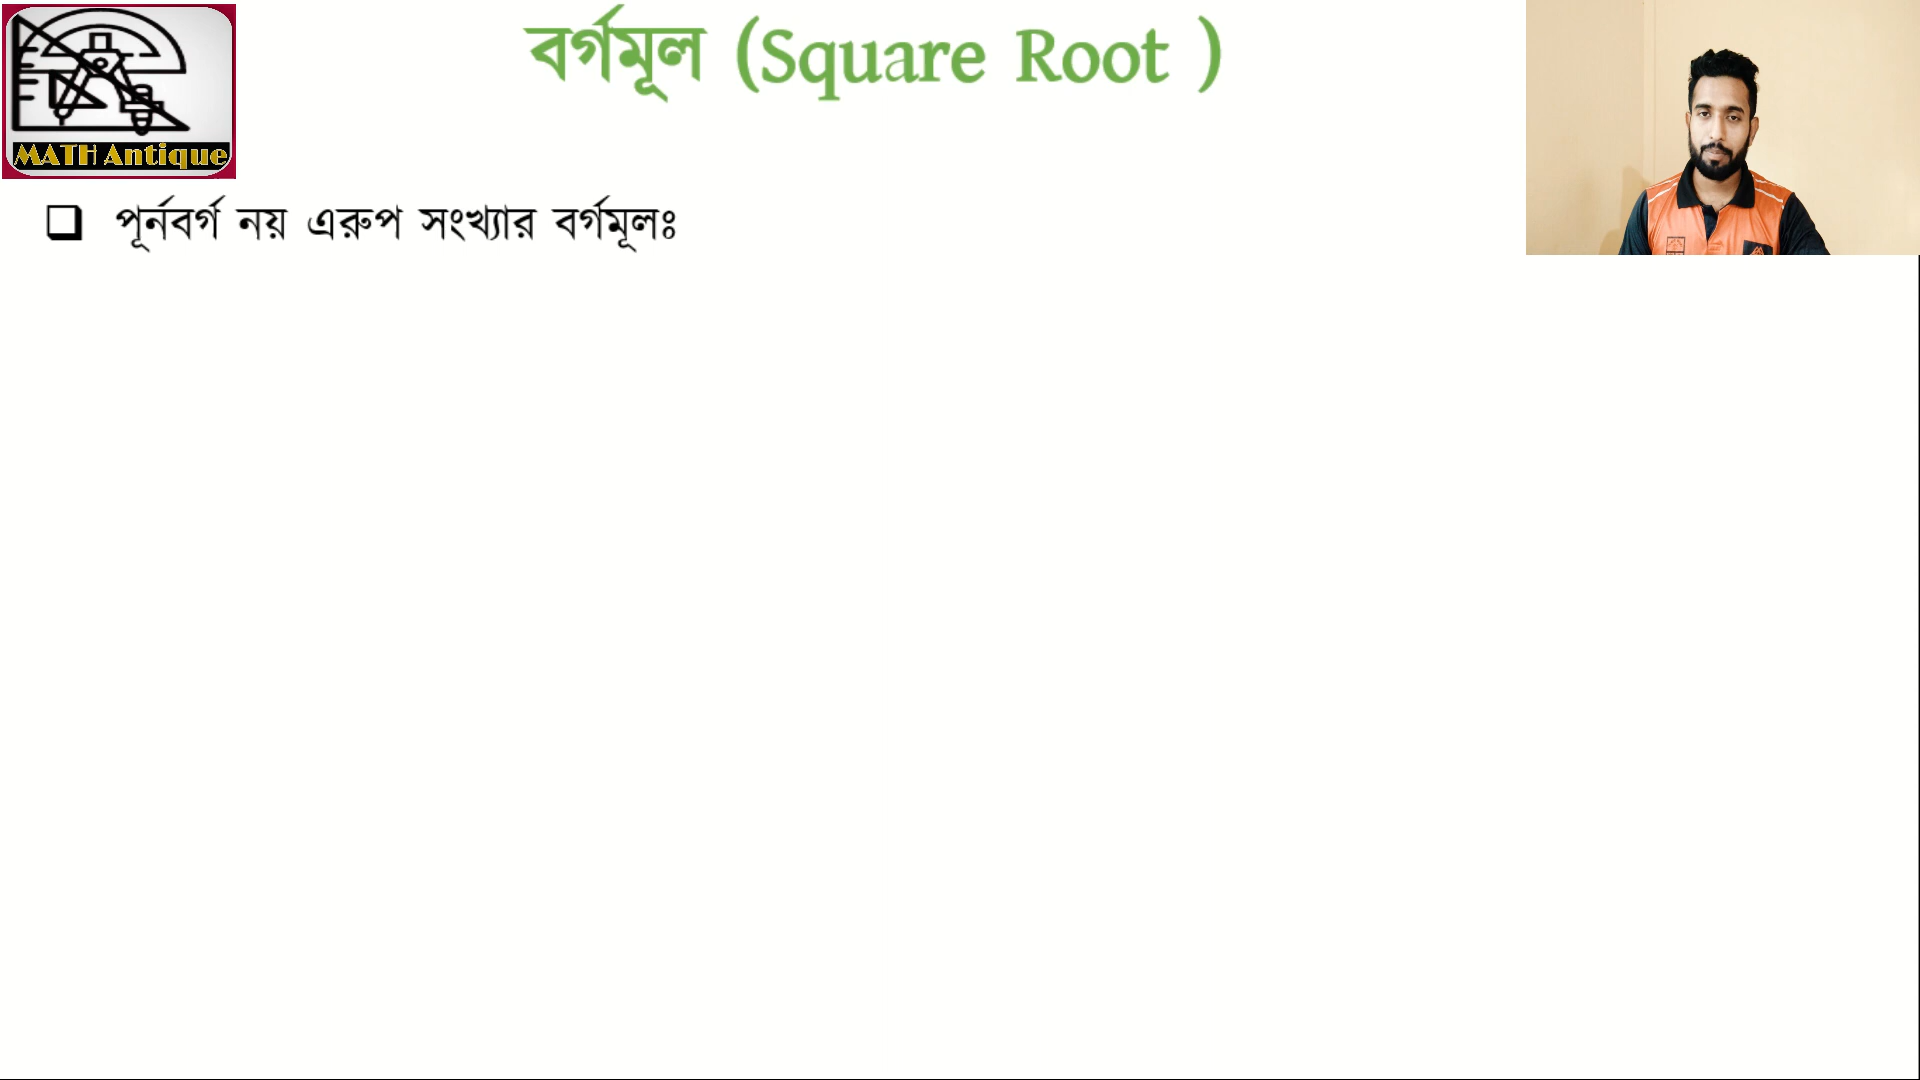 বর্গমূল (Square Root )
MATH Antique
❑ পূর্নবর্গ নয় এরুপ সংখ্যার বর্গমূলঃ